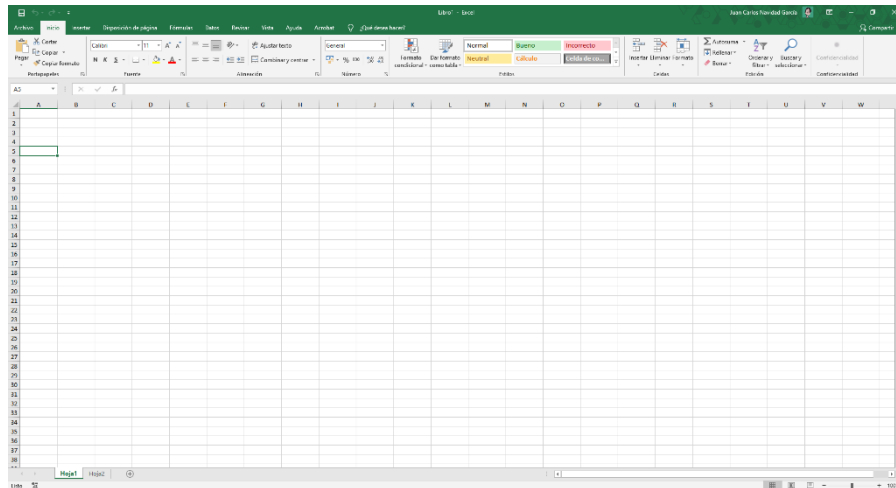 Libro1 - Excel
Juan Carlos Navidad García
Archivo Inicio Insertar Disposición de página Fórmulas Datos Revisar Vista Ayuda Acrobat ¿Qué desea hacer? Compartir
Pegar
Cortar
Copiar
Copiar formato
Portapapeles
Calibri 11
N K S
Fuente
Ajustar texto
Combinar y centrar
Alineación
General
% 000
Número
Formato condicional
Dar formato como tabla
Normal Bueno Incorrecto
Neutral Cálculo Celda de co...
Estilos
Insertar Eliminar Formato
Celdas
Autosuma
Rellenar
Borrar
Ordenar y filtrar
Buscar y seleccionar
Edición
Confidencialidad
Confidencialidad
A5 fx
A B C D E F G H I J K L M N O P Q R S T U V W
1
2
3
4
5
6
7
8
9
10
11
12
13
14
15
16
17
18
19
20
21
22
23
24
25
26
27
28
29
30
31
32
33
34
35
36
37
38
Hoja1 Hoja2
Listo